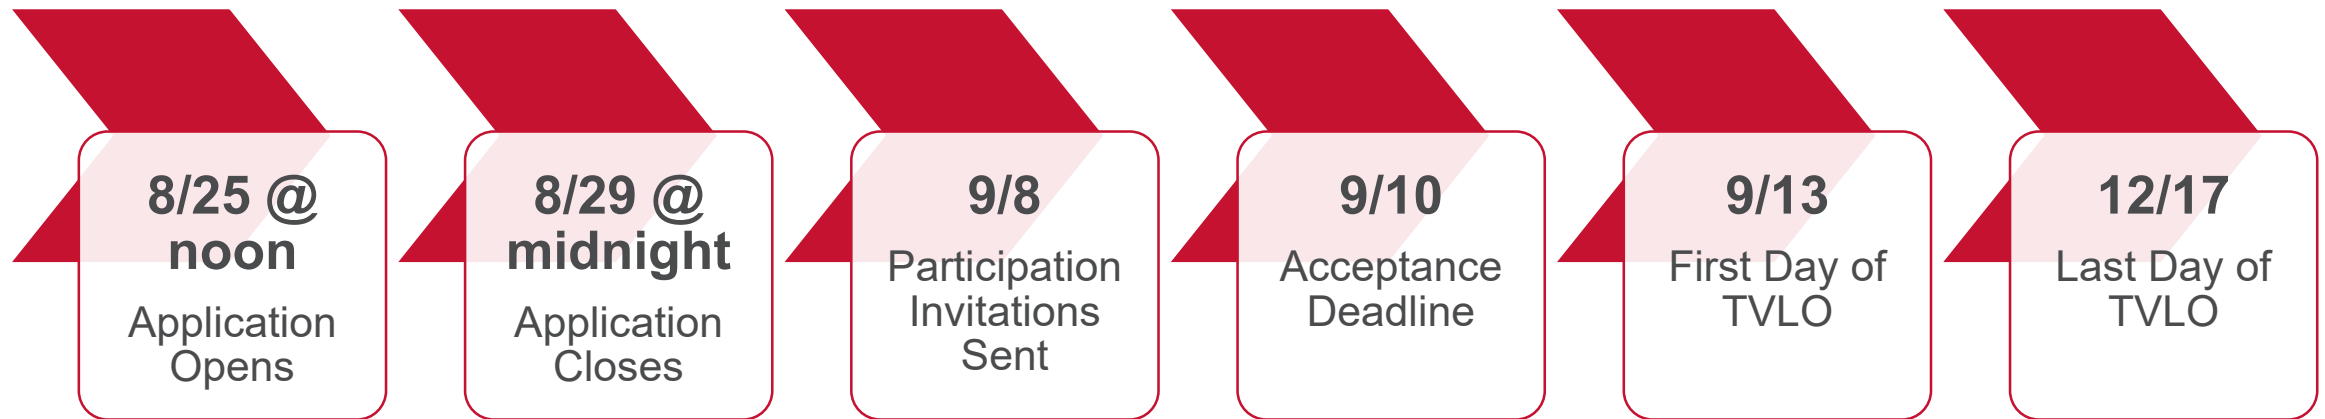 8/25 @
noon
Application
Opens
8/29 @
midnight
Application
Closes
9/8
Participation
Invitations
Sent
9/10
Acceptance
Deadline
9/13
First Day of
TVLO
12/17
Last Day of
TVLO